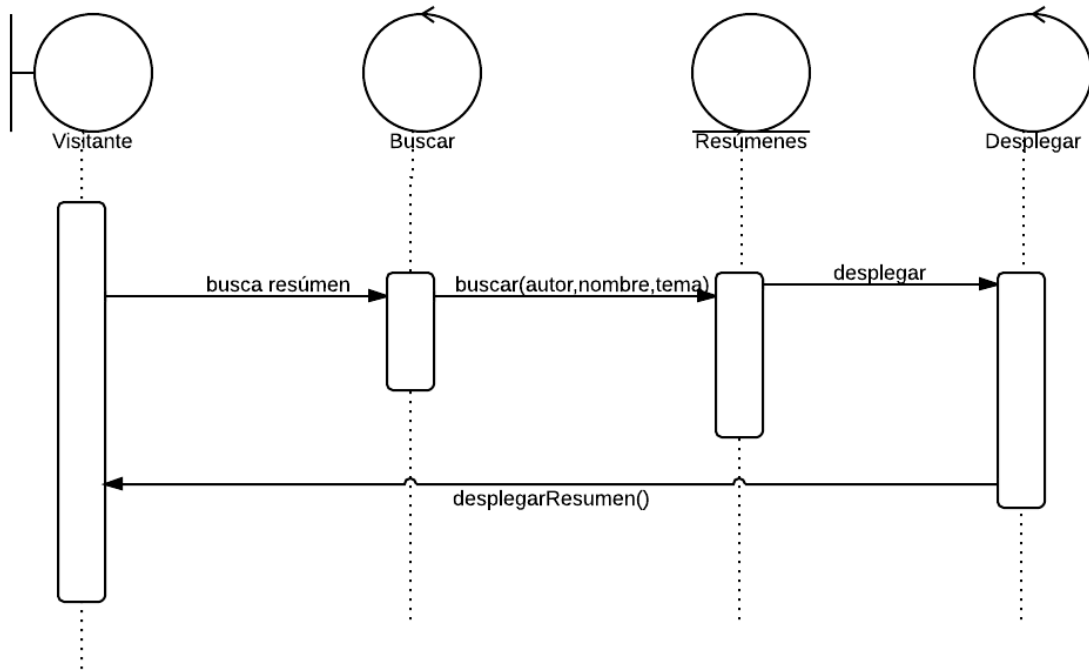 Visitante
Buscar
Resúmenes
Desplegar
busca resúmen
buscar(autor,nombre,tema)
desplegar
desplegarResumen()